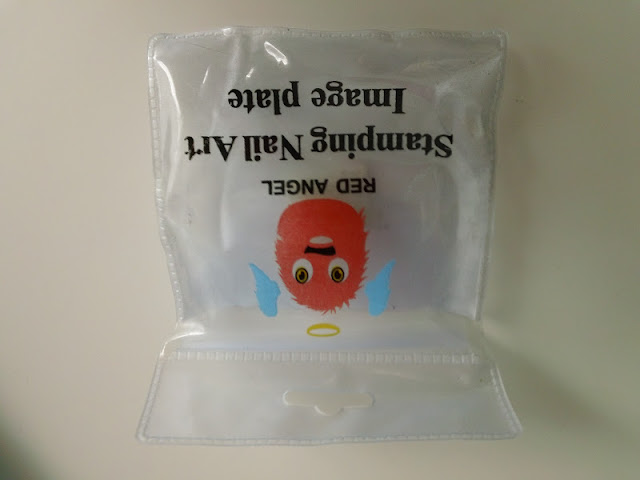 RED ANGEL
Stamping Nail Art
Image plate